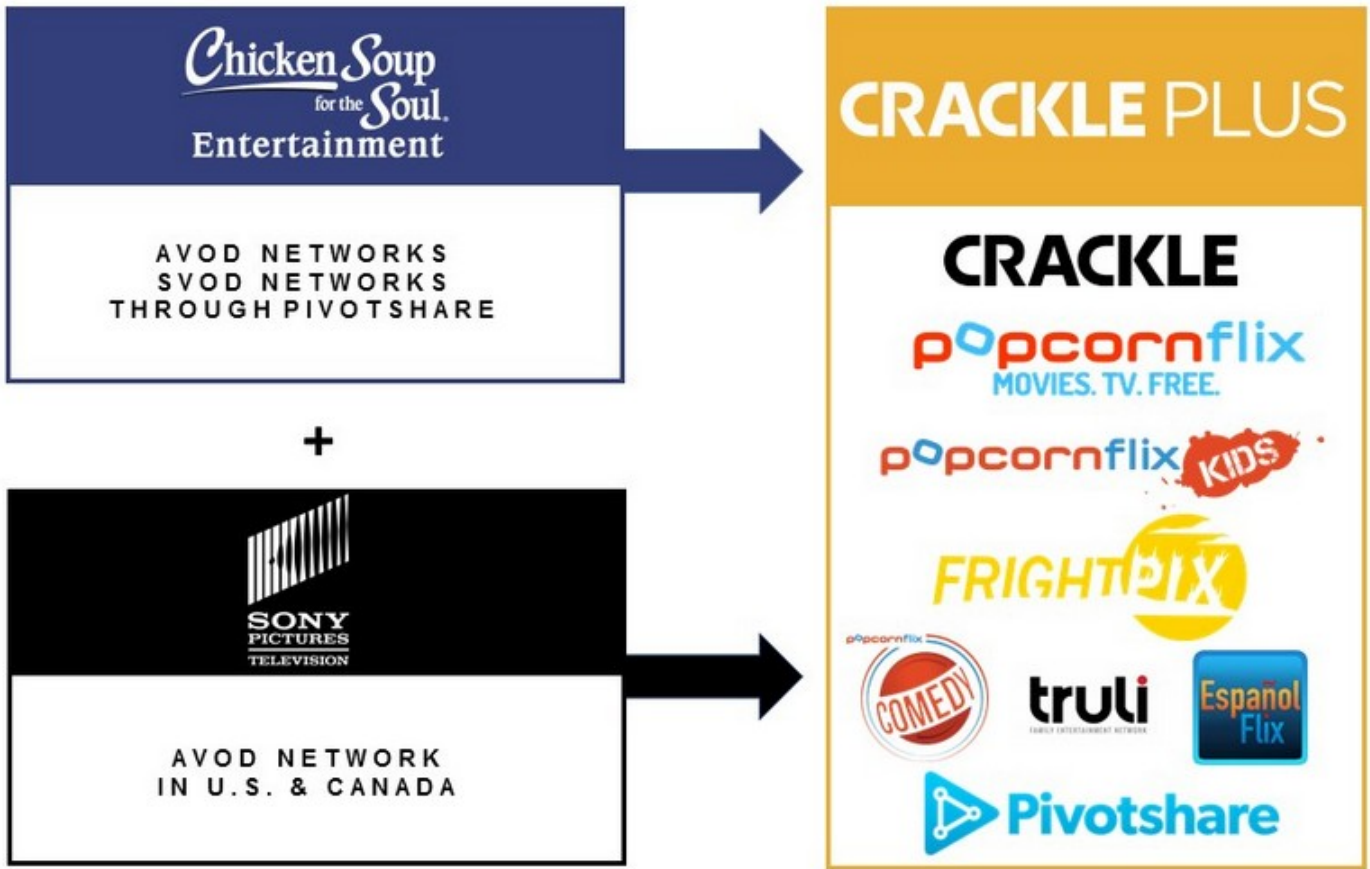 Chicken Soup
for the Soul.
Entertainment
AVOD NETWORKS
SVOD NETWORKS
THROUGH PIVOTSHARE
+
SONY
PICTURES
TELEVISION
AVOD NETWORK
IN U.S. & CANADA
CRACKLE PLUS
CRACKLE
popcornflix
MOVIES. TV. FREE.
popcornflix KIDS
FRIGHTPIX
popcornflix
COMEDY
truli
FAMILY ENTERTAINMENT NETWORK
Español
Flix
Pivotshare